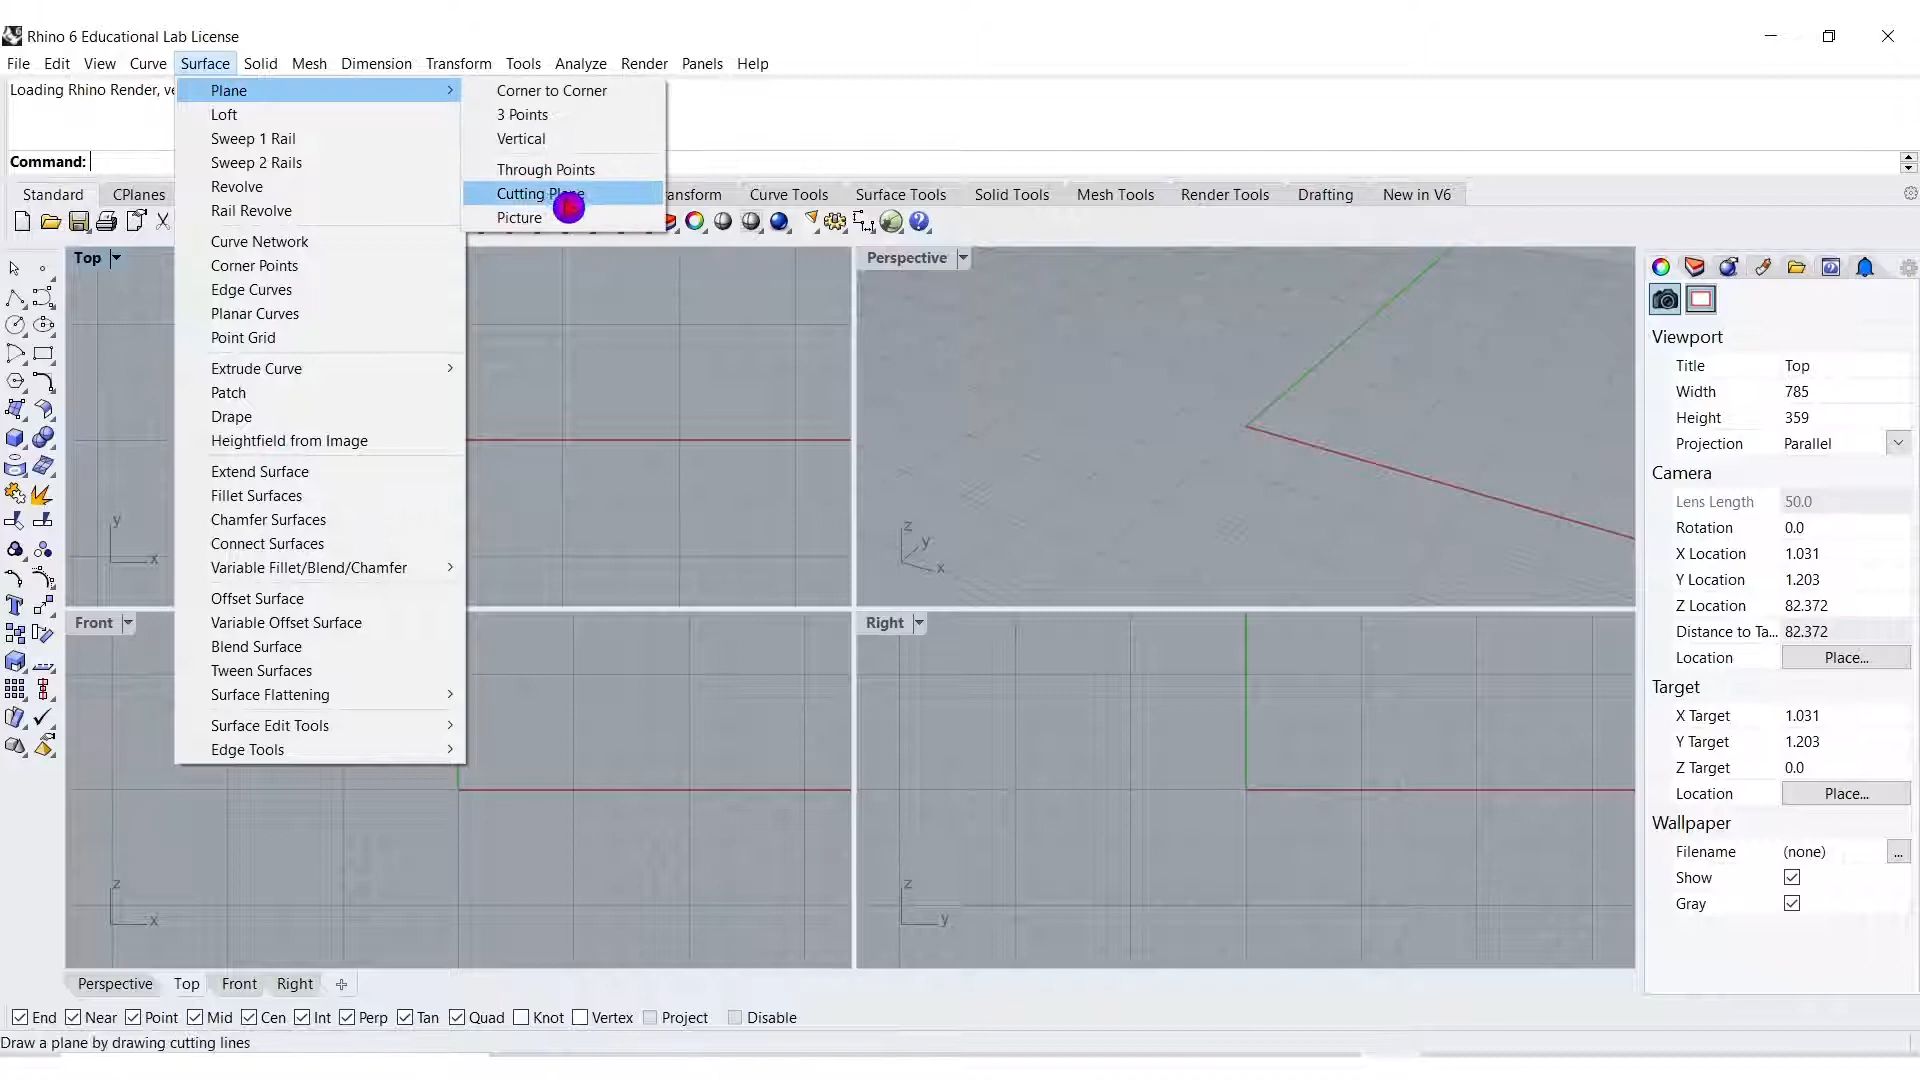 Rhino 6 Educational Lab License
File Edit View Curve Surface Solid Mesh Dimension Transform Tools Analyze Render Panels Help
Loading Rhino Render, ve
Command:
Plane
Loft
Sweep 1 Rail
Sweep 2 Rails
Revolve
Rail Revolve
Curve Network
Corner Points
Edge Curves
Planar Curves
Point Grid
Extrude Curve
Patch
Drape
Heightfield from Image
Extend Surface
Fillet Surfaces
Chamfer Surfaces
Connect Surfaces
Variable Fillet/Blend/Chamfer
Offset Surface
Variable Offset Surface
Blend Surface
Tween Surfaces
Surface Flattening
Surface Edit Tools
Edge Tools
Corner to Corner
3 Points
Vertical
Through Points
Cutting Plane
Picture
Standard CPlanes ansform Curve Tools Surface Tools Solid Tools Mesh Tools Render Tools Drafting New in V6
Top
y
x
Perspective
z
y
x
Front
z
x
Right
z
y
Viewport
Title Top
Width 785
Height 359
Projection Parallel
Camera
Lens Length 50.0
Rotation 0.0
X Location 1.031
Y Location 1.203
Z Location 82.372
Distance to Ta... 82.372
Location Place...
Target
X Target 1.031
Y Target 1.203
Z Target 0.0
Location Place...
Wallpaper
Filename (none) ...
Show
Gray
Perspective Top Front Right
End Near Point Mid Cen Int Perp Tan Quad Knot Vertex Project Disable
Draw a plane by drawing cutting lines